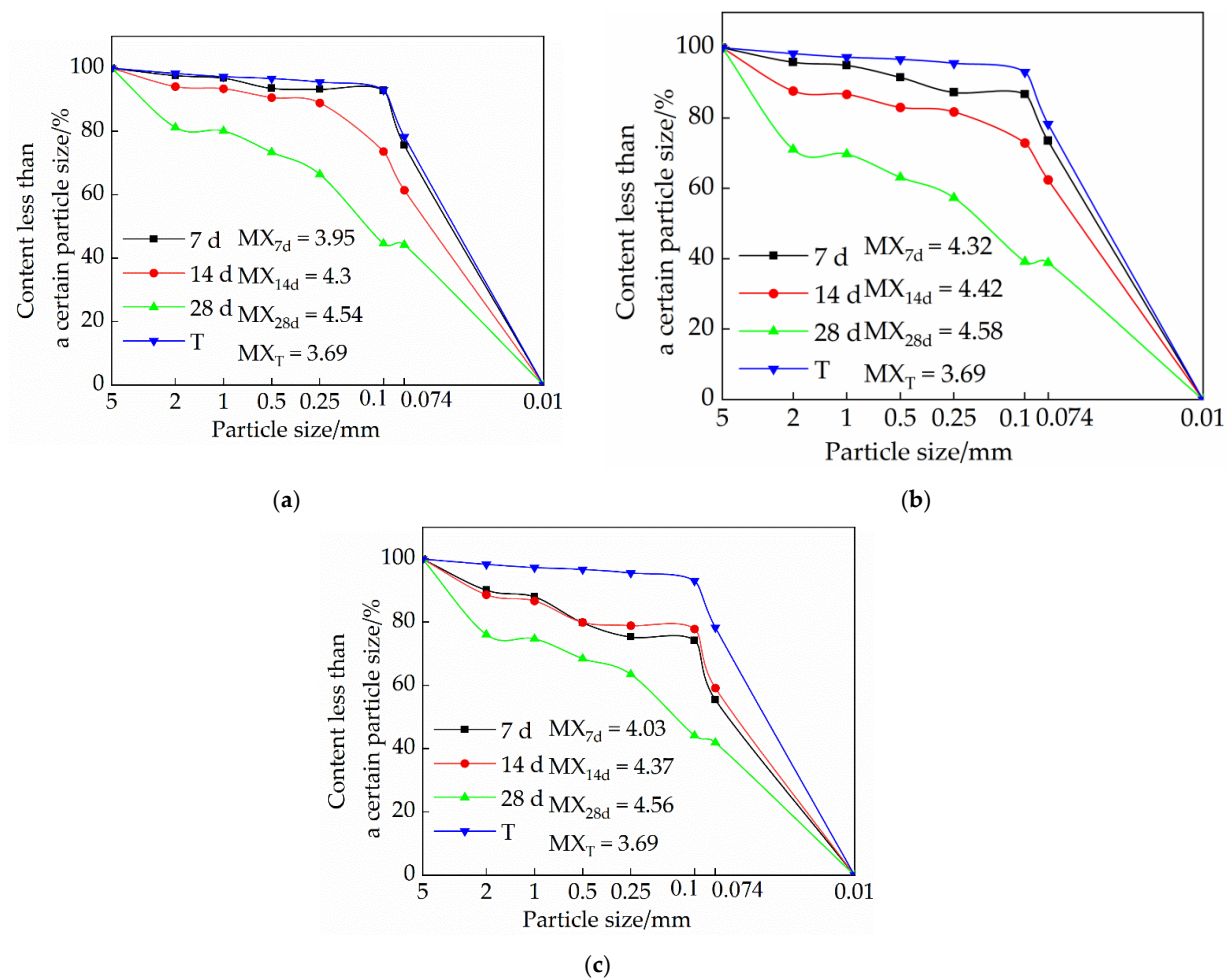 Content less than
a certain particle size/%
100
80
60
40
20
0
7 d MX7d = 3.95
14 d MX14d = 4.3
28 d MX28d = 4.54
T MXT = 3.69
5 2 1 0.5 0.25 0.1 0.074 0.01
Particle size/mm
(a)
Content less than
a certain particle size/%
100
80
60
40
20
0
7 d MX7d = 4.32
14 d MX14d = 4.42
28 d MX28d = 4.58
T MXT = 3.69
5 2 1 0.5 0.25 0.1 0.074 0.01
Particle size/mm
(b)
Content less than
a certain particle size/%
100
80
60
40
20
0
7 d MX7d = 4.03
14 d MX14d = 4.37
28 d MX28d = 4.56
T MXT = 3.69
5 2 1 0.5 0.25 0.1 0.074 0.01
Particle size/mm
(c)